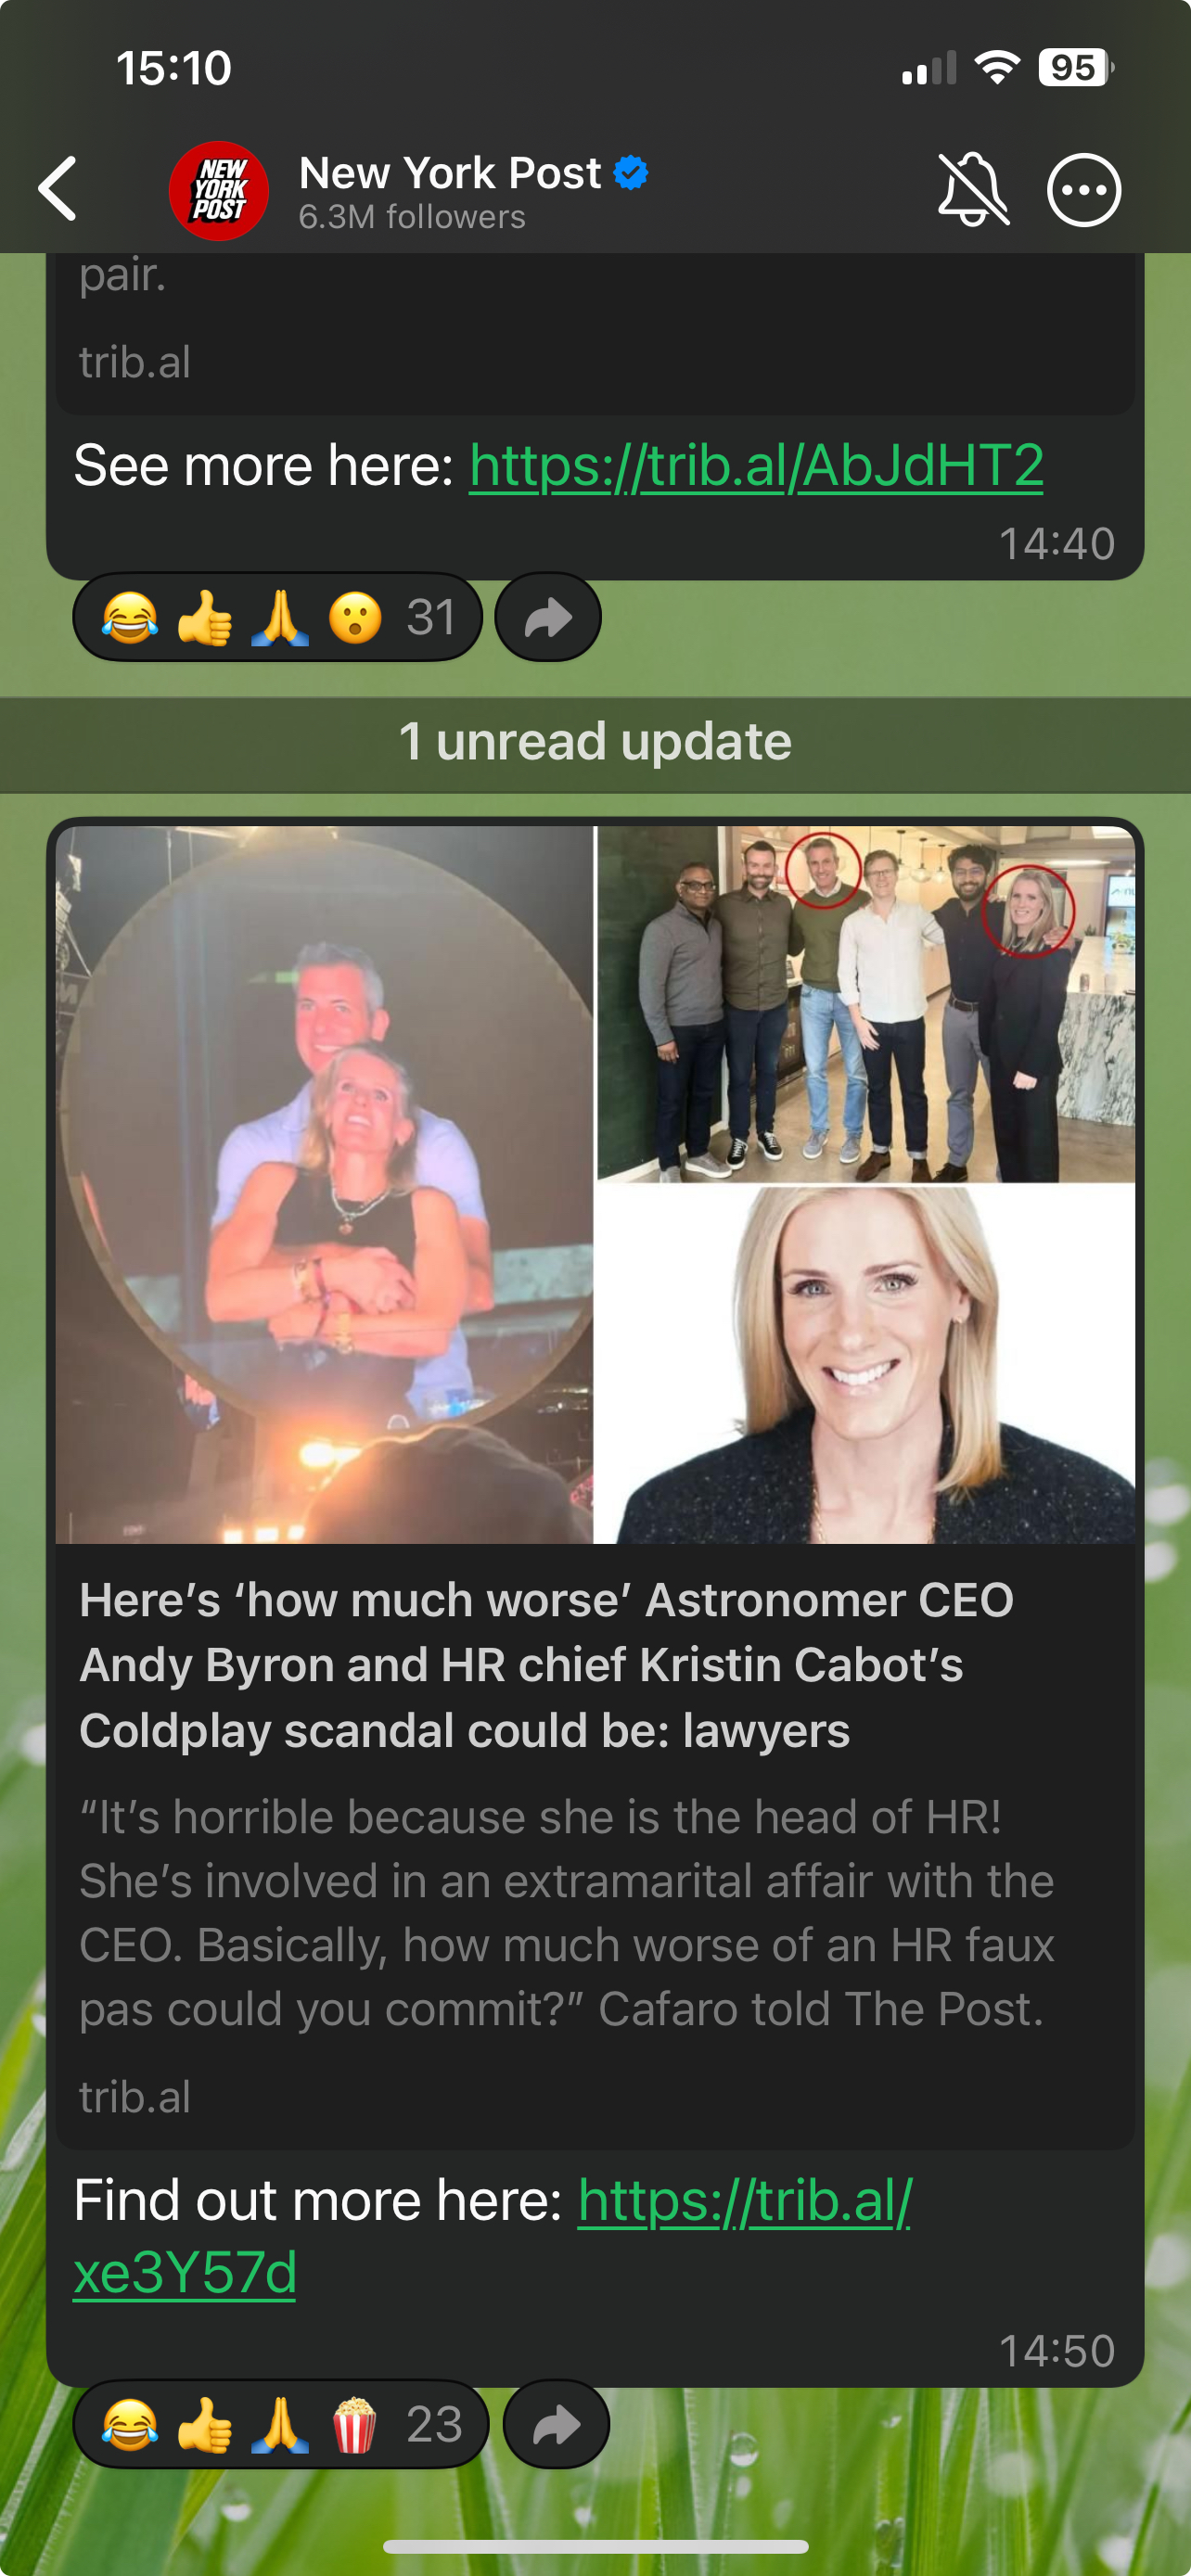 15:10
95
NEW
YORK
POST
New York Post
6.3M followers
pair.
trib.al
See more here: https://trib.al/AbJdHT2
14:40
31
1 unread update
Here’s ‘how much worse’ Astronomer CEO
Andy Byron and HR chief Kristin Cabot’s
Coldplay scandal could be: lawyers
“It’s horrible because she is the head of HR!
She’s involved in an extramarital affair with the
CEO. Basically, how much worse of an HR faux
pas could you commit?” Cafaro told The Post.
trib.al
Find out more here: https://trib.al/
xe3Y57d
14:50
23